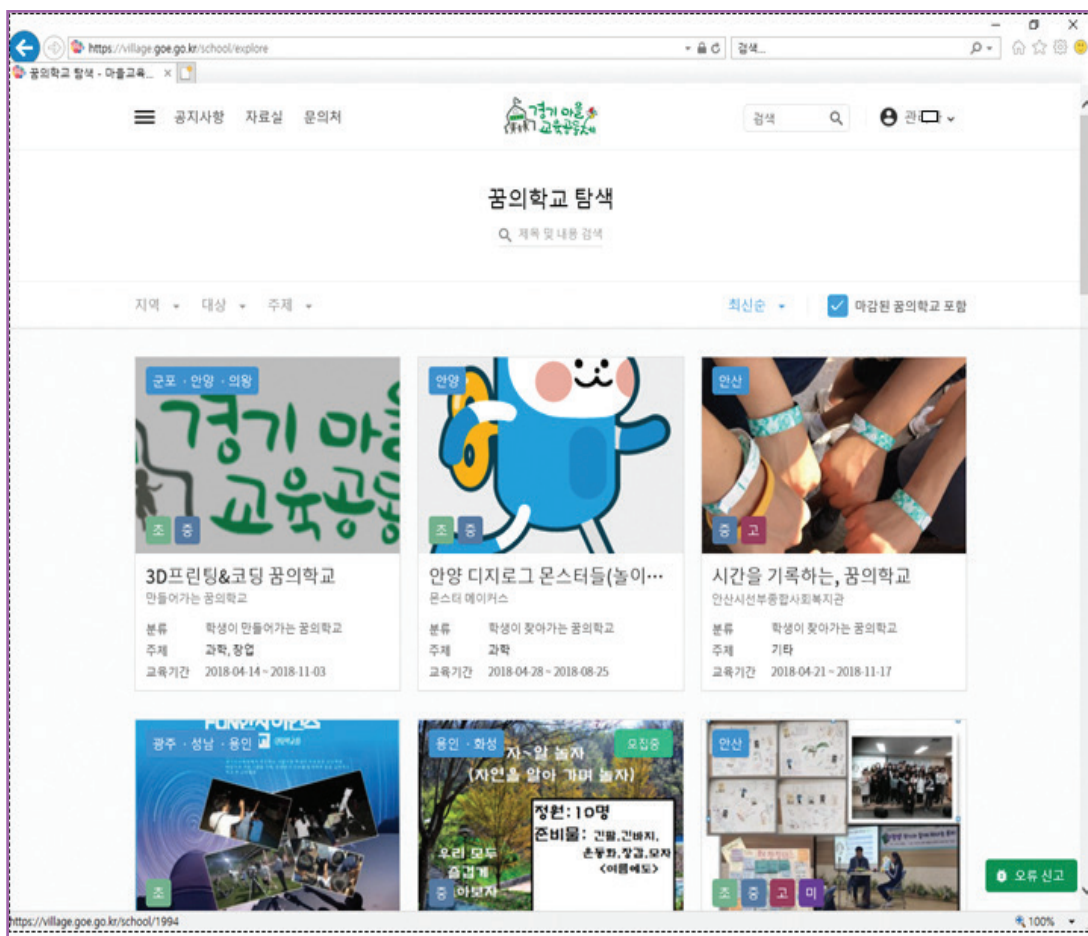 https://village.goe.go.kr/school/explore
검색...
꿈의학교 탐색 - 마을교육...
공지사항 자료실 문의처
경기 마을
교육공동체
검색
관
꿈의학교 탐색
제목 및 내용 검색
지역 대상 주제
최신순 마감된 꿈의학교 포함
군포 · 안양 · 의왕
경기 마을
교육공동
초 중
3D프린팅&코딩 꿈의학교
만들어가는 꿈의학교
분류 학생이 만들어가는 꿈의학교
주제 과학, 창업
교육기간 2018-04-14 ~ 2018-11-03
안양
초 중
안양 디지로그 몬스터들(놀이···
몬스터 메이커스
분류 학생이 찾아가는 꿈의학교
주제 과학
교육기간 2018-04-28 ~ 2018-08-25
안산
중 고
시간을 기록하는, 꿈의학교
안산시선부종합사회복지관
분류 학생이 찾아가는 꿈의학교
주제 기타
교육기간 2018-04-21 ~ 2018-11-17
광주 · 성남 · 용인
초
용인 · 화성
모집중
자~알 놀자
(자연을 알아 가며 놀자)
정원:10명
준비물: 긴팔,긴바지,
운동화,장갑,모자
<이름에도>
우리 모두
즐겁게
아보자
중
안산
초 중 고 미
오류 신고
https://village.goe.go.kr/school/1994
100%